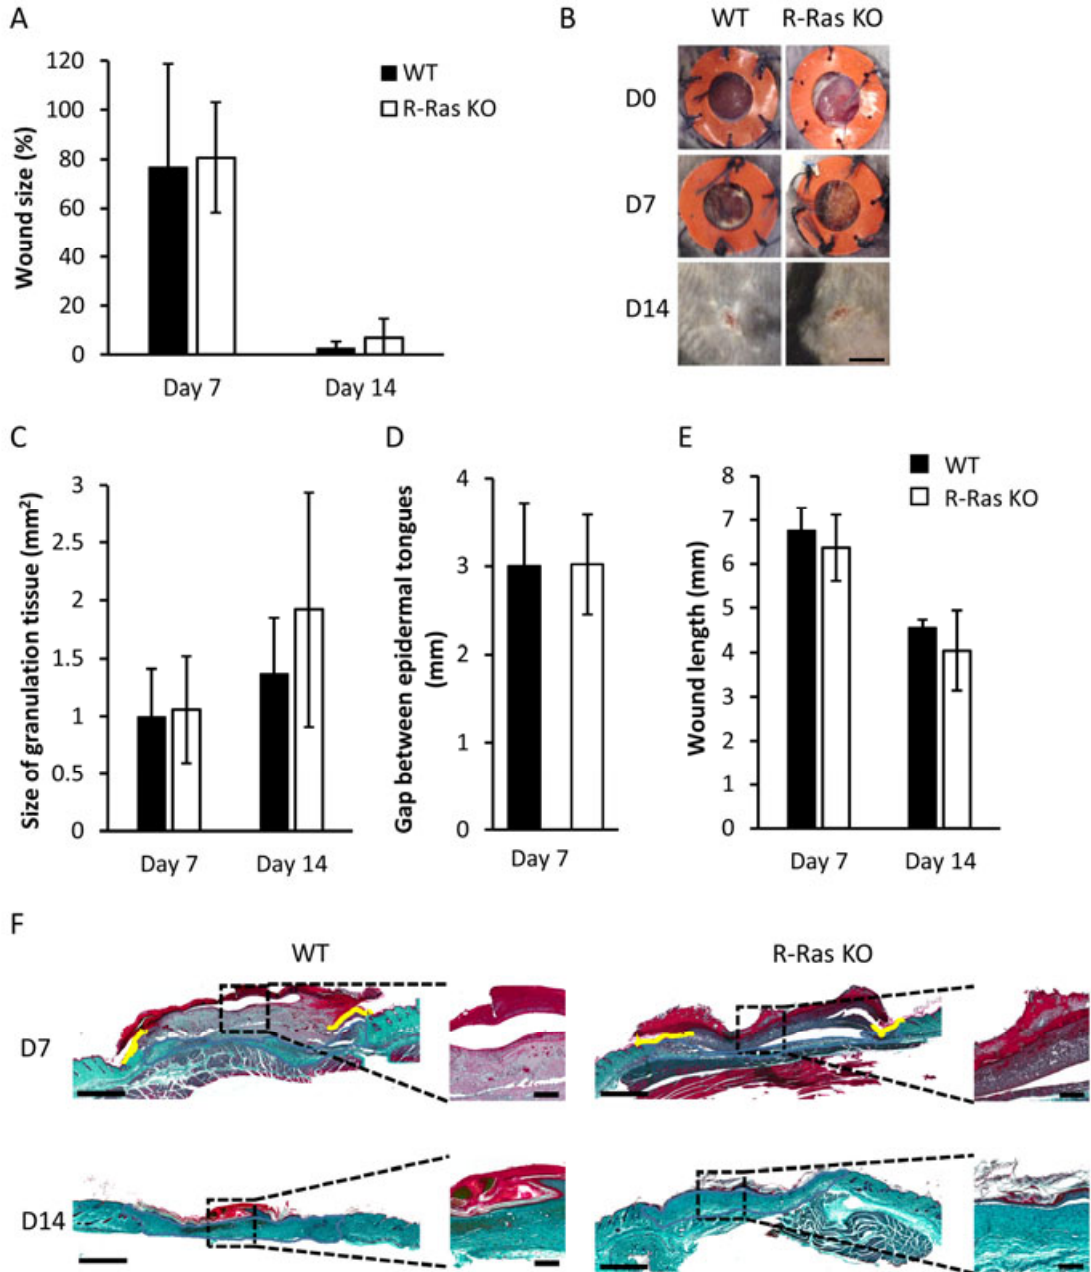 A
B
WT R-Ras KO
120
100
80
60
40
20
0
Wound size (%)
WT
R-Ras KO
Day 7 Day 14
D0
D7
D14
C
3
2.5
2
1.5
1
0.5
0
Size of granulation tissue (mm²)
Day 7 Day 14
D
4
3
2
1
0
Gap between epidermal tongues
(mm)
Day 7
E
8
7
6
5
4
3
2
1
0
Wound length (mm)
WT
R-Ras KO
Day 7 Day 14
F
WT R-Ras KO
D7
D14